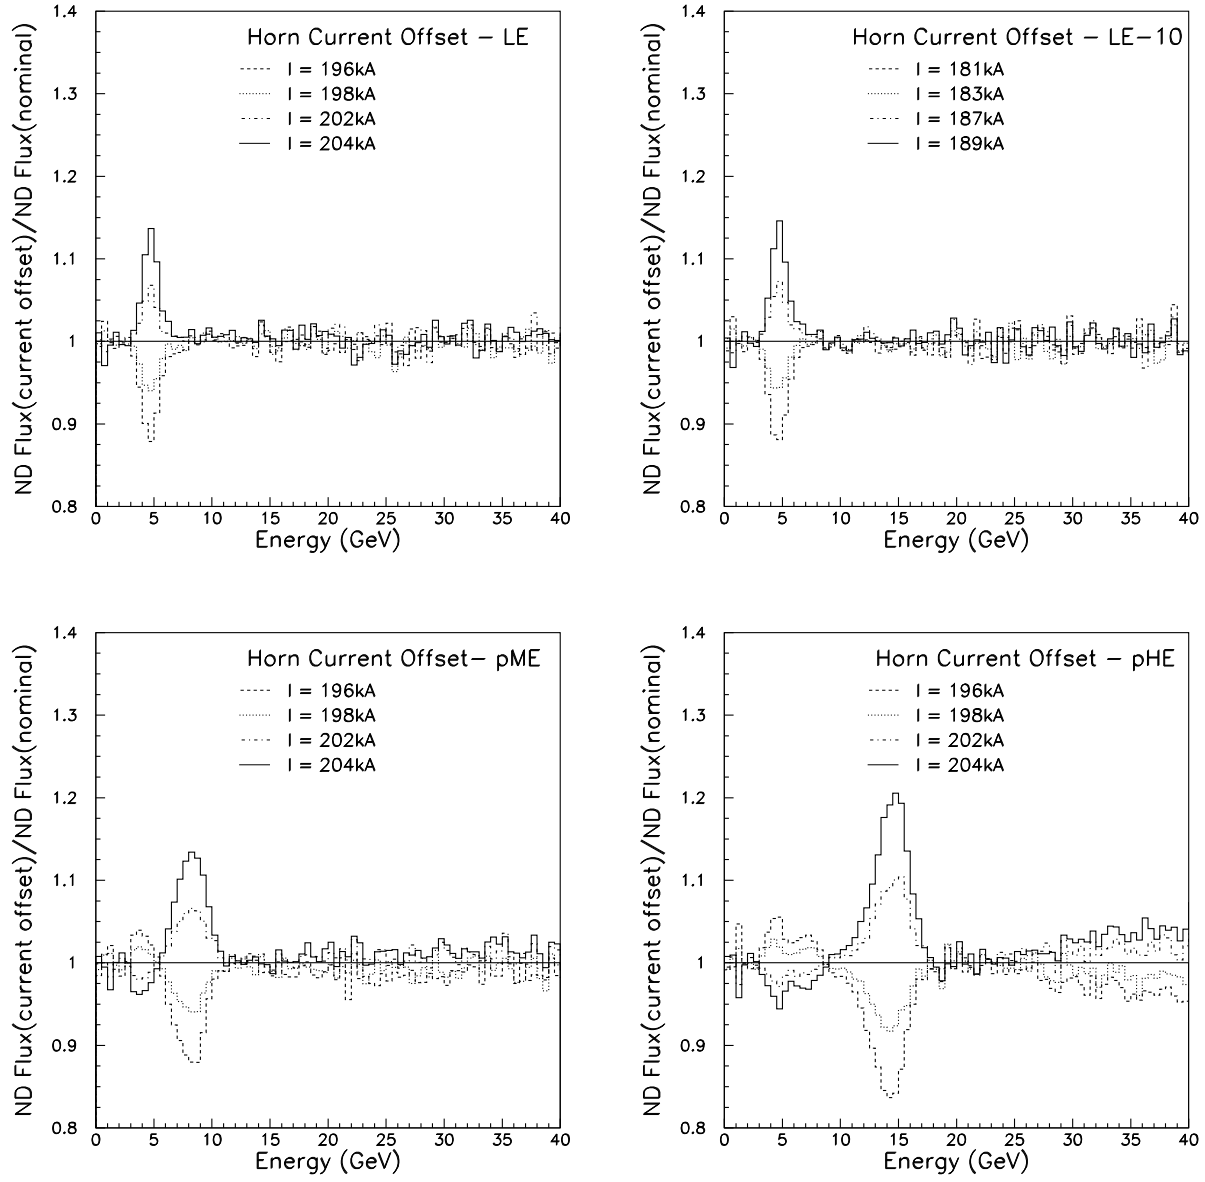 Horn Current Offset – LE
I = 196kA
I = 198kA
I = 202kA
I = 204kA
ND Flux(current offset)/ND Flux(nominal)
1.4
1.3
1.2
1.1
1
0.9
0.8
0 5 10 15 20 25 30 35 40
Energy (GeV)
Horn Current Offset – LE–10
I = 181kA
I = 183kA
I = 187kA
I = 189kA
ND Flux(current offset)/ND Flux(nominal)
1.4
1.3
1.2
1.1
1
0.9
0.8
0 5 10 15 20 25 30 35 40
Energy (GeV)
Horn Current Offset– pME
I = 196kA
I = 198kA
I = 202kA
I = 204kA
ND Flux(current offset)/ND Flux(nominal)
1.4
1.3
1.2
1.1
1
0.9
0.8
0 5 10 15 20 25 30 35 40
Energy (GeV)
Horn Current Offset – pHE
I = 196kA
I = 198kA
I = 202kA
I = 204kA
ND Flux(current offset)/ND Flux(nominal)
1.4
1.3
1.2
1.1
1
0.9
0.8
0 5 10 15 20 25 30 35 40
Energy (GeV)